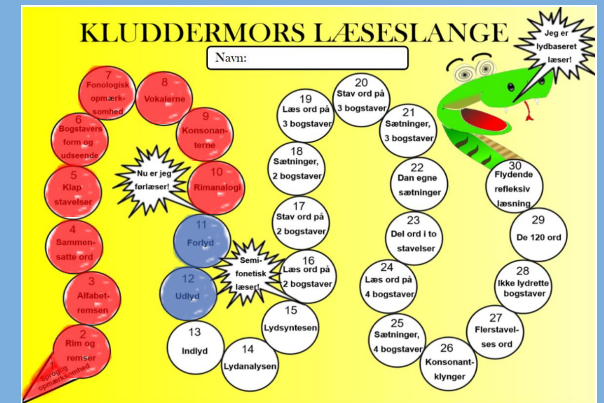 KLUDDERMORS LÆSESLANGE
Navn:
Jeg er
lydbaseret
læser!
1
Sproglig
opmærksomhed
2
Rim og
remser
3
Alfabet-
remsen
4
Sammen-
satte ord
5
Klap
stavelser
6
Bogstavers
form og
udseende
7
Fonologisk
opmærk-
somhed
8
Vokalerne
9
Konsonan-
terne
10
Rimanalogi
Nu er jeg
førlæser!
11
Forlyd
12
Udlyd
13
Indlyd
14
Lydanalysen
15
Lydsyntesen
Semi-
fonetisk
læser!
16
Læs ord på
2 bogstaver
17
Stav ord på
2 bogstaver
18
Sætninger,
2 bogstaver
19
Læs ord på
3 bogstaver
20
Stav ord på
3 bogstaver
21
Sætninger,
3 bogstaver
22
Dan egne
sætninger
23
Del ord i to
stavelser
24
Læs ord på
4 bogstaver
25
Sætninger,
4 bogstaver
26
Konsonant-
klynger
27
Flerstavel-
ses ord
28
Ikke lydrette
bogstaver
29
De 120 ord
30
Flydende
refleksiv
læsning